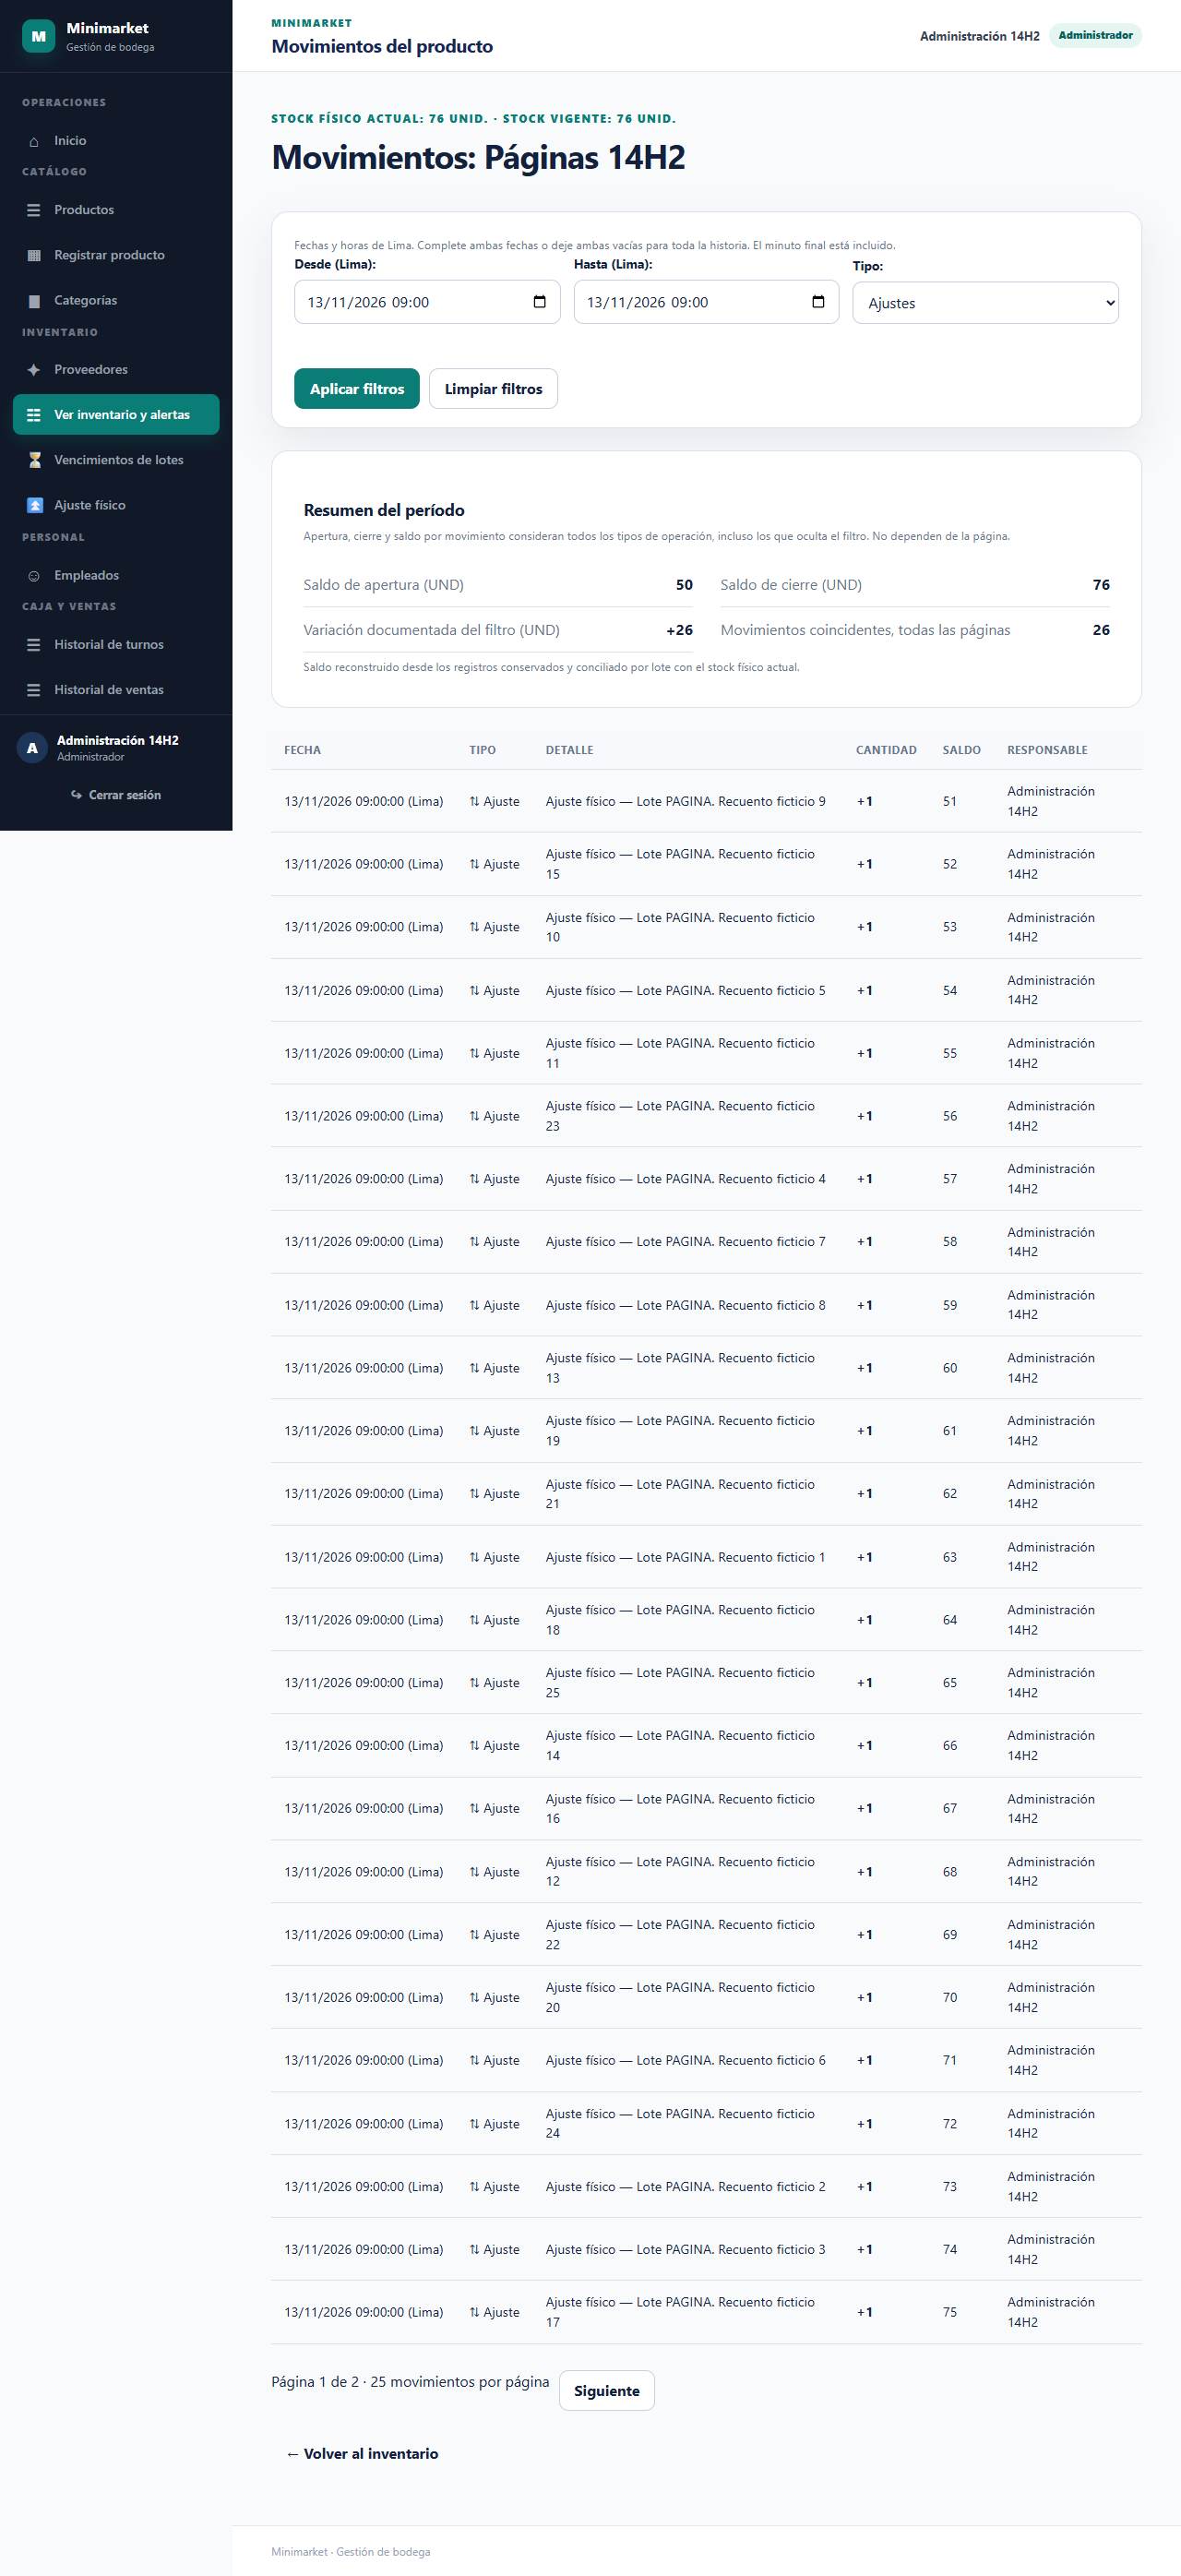 M
Minimarket
Gestión de bodega
OPERACIONES
Inicio
CATÁLOGO
Productos
Registrar producto
Categorías
INVENTARIO
Proveedores
Ver inventario y alertas
Vencimientos de lotes
Ajuste físico
PERSONAL
Empleados
CAJA Y VENTAS
Historial de turnos
Historial de ventas
A
Administración 14H2
Administrador
↪ Cerrar sesión
MINIMARKET
Movimientos del producto
Administración 14H2 Administrador
STOCK FÍSICO ACTUAL: 76 UNID. · STOCK VIGENTE: 76 UNID.
Movimientos: Páginas 14H2
Fechas y horas de Lima. Complete ambas fechas o deje ambas vacías para toda la historia. El minuto final está incluido.
Desde (Lima): Hasta (Lima): Tipo:
13/11/2026 09:00 13/11/2026 09:00 Ajustes
Aplicar filtros Limpiar filtros
Resumen del período
Apertura, cierre y saldo por movimiento consideran todos los tipos de operación, incluso los que oculta el filtro. No dependen de la página.
Saldo de apertura (UND) 50 Saldo de cierre (UND) 76
Variación documentada del filtro (UND) +26 Movimientos coincidentes, todas las páginas 26
Saldo reconstruido desde los registros conservados y conciliado por lote con el stock físico actual.
FECHA TIPO DETALLE CANTIDAD SALDO RESPONSABLE
13/11/2026 09:00:00 (Lima) ⇅ Ajuste Ajuste físico — Lote PAGINA. Recuento ficticio 9 +1 51 Administración 14H2
13/11/2026 09:00:00 (Lima) ⇅ Ajuste Ajuste físico — Lote PAGINA. Recuento ficticio 15 +1 52 Administración 14H2
13/11/2026 09:00:00 (Lima) ⇅ Ajuste Ajuste físico — Lote PAGINA. Recuento ficticio 10 +1 53 Administración 14H2
13/11/2026 09:00:00 (Lima) ⇅ Ajuste Ajuste físico — Lote PAGINA. Recuento ficticio 5 +1 54 Administración 14H2
13/11/2026 09:00:00 (Lima) ⇅ Ajuste Ajuste físico — Lote PAGINA. Recuento ficticio 11 +1 55 Administración 14H2
13/11/2026 09:00:00 (Lima) ⇅ Ajuste Ajuste físico — Lote PAGINA. Recuento ficticio 23 +1 56 Administración 14H2
13/11/2026 09:00:00 (Lima) ⇅ Ajuste Ajuste físico — Lote PAGINA. Recuento ficticio 4 +1 57 Administración 14H2
13/11/2026 09:00:00 (Lima) ⇅ Ajuste Ajuste físico — Lote PAGINA. Recuento ficticio 7 +1 58 Administración 14H2
13/11/2026 09:00:00 (Lima) ⇅ Ajuste Ajuste físico — Lote PAGINA. Recuento ficticio 8 +1 59 Administración 14H2
13/11/2026 09:00:00 (Lima) ⇅ Ajuste Ajuste físico — Lote PAGINA. Recuento ficticio 13 +1 60 Administración 14H2
13/11/2026 09:00:00 (Lima) ⇅ Ajuste Ajuste físico — Lote PAGINA. Recuento ficticio 19 +1 61 Administración 14H2
13/11/2026 09:00:00 (Lima) ⇅ Ajuste Ajuste físico — Lote PAGINA. Recuento ficticio 21 +1 62 Administración 14H2
13/11/2026 09:00:00 (Lima) ⇅ Ajuste Ajuste físico — Lote PAGINA. Recuento ficticio 1 +1 63 Administración 14H2
13/11/2026 09:00:00 (Lima) ⇅ Ajuste Ajuste físico — Lote PAGINA. Recuento ficticio 18 +1 64 Administración 14H2
13/11/2026 09:00:00 (Lima) ⇅ Ajuste Ajuste físico — Lote PAGINA. Recuento ficticio 25 +1 65 Administración 14H2
13/11/2026 09:00:00 (Lima) ⇅ Ajuste Ajuste físico — Lote PAGINA. Recuento ficticio 14 +1 66 Administración 14H2
13/11/2026 09:00:00 (Lima) ⇅ Ajuste Ajuste físico — Lote PAGINA. Recuento ficticio 16 +1 67 Administración 14H2
13/11/2026 09:00:00 (Lima) ⇅ Ajuste Ajuste físico — Lote PAGINA. Recuento ficticio 12 +1 68 Administración 14H2
13/11/2026 09:00:00 (Lima) ⇅ Ajuste Ajuste físico — Lote PAGINA. Recuento ficticio 22 +1 69 Administración 14H2
13/11/2026 09:00:00 (Lima) ⇅ Ajuste Ajuste físico — Lote PAGINA. Recuento ficticio 20 +1 70 Administración 14H2
13/11/2026 09:00:00 (Lima) ⇅ Ajuste Ajuste físico — Lote PAGINA. Recuento ficticio 6 +1 71 Administración 14H2
13/11/2026 09:00:00 (Lima) ⇅ Ajuste Ajuste físico — Lote PAGINA. Recuento ficticio 24 +1 72 Administración 14H2
13/11/2026 09:00:00 (Lima) ⇅ Ajuste Ajuste físico — Lote PAGINA. Recuento ficticio 2 +1 73 Administración 14H2
13/11/2026 09:00:00 (Lima) ⇅ Ajuste Ajuste físico — Lote PAGINA. Recuento ficticio 3 +1 74 Administración 14H2
13/11/2026 09:00:00 (Lima) ⇅ Ajuste Ajuste físico — Lote PAGINA. Recuento ficticio 17 +1 75 Administración 14H2
Página 1 de 2 · 25 movimientos por página Siguiente
← Volver al inventario
Minimarket · Gestión de bodega